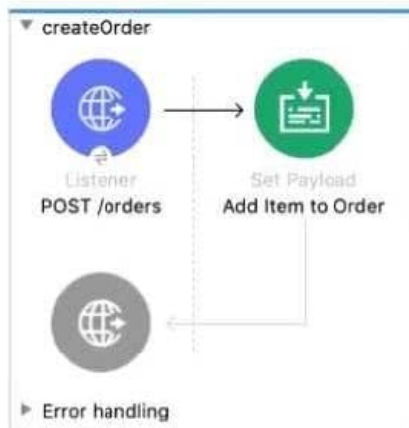 createOrder
Listener
Set Payload
POST /orders
Add Item to Order
Error handling